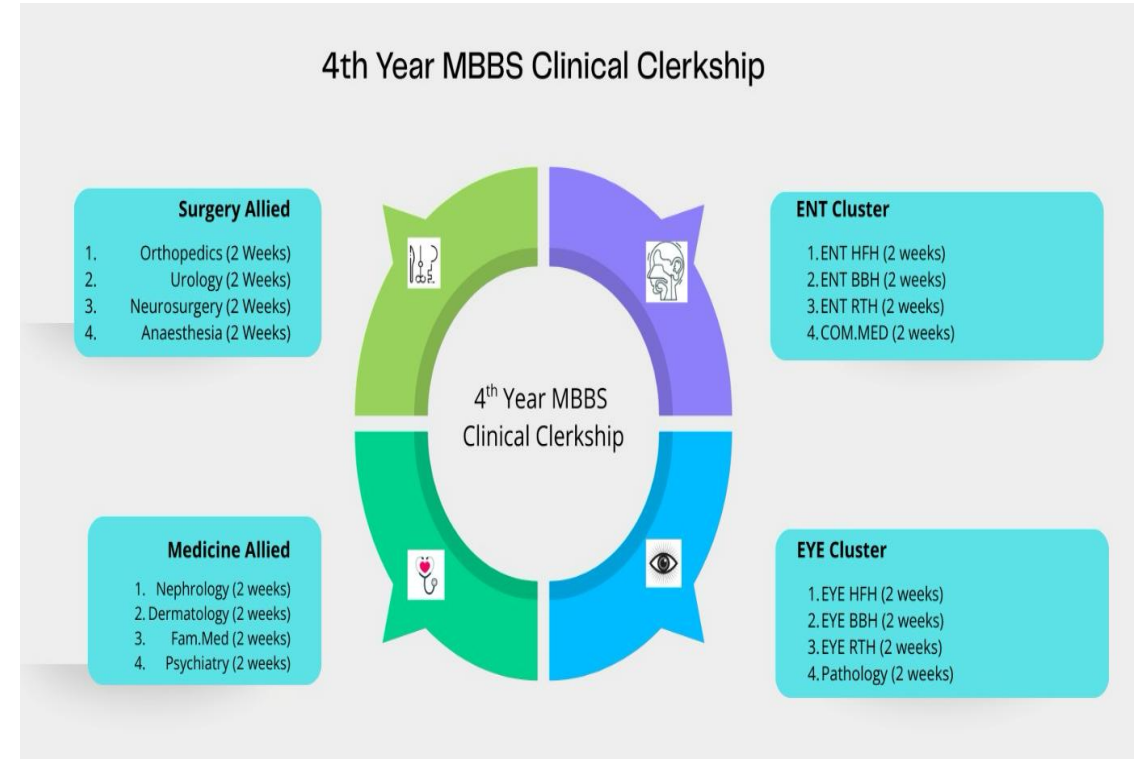 4th Year MBBS Clinical Clerkship
Surgery Allied
1. Orthopedics (2 Weeks)
2. Urology (2 Weeks)
3. Neurosurgery (2 Weeks)
4. Anaesthesia (2 Weeks)
ENT Cluster
1. ENT HFH (2 weeks)
2. ENT BBH (2 weeks)
3. ENT RTH (2 weeks)
4. COM.MED (2 weeks)
4th Year MBBS
Clinical Clerkship
Medicine Allied
1. Nephrology (2 weeks)
2. Dermatology (2 weeks)
3. Fam.Med (2 weeks)
4. Psychiatry (2 weeks)
EYE Cluster
1. EYE HFH (2 weeks)
2. EYE BBH (2 weeks)
3. EYE RTH (2 weeks)
4. Pathology (2 weeks)